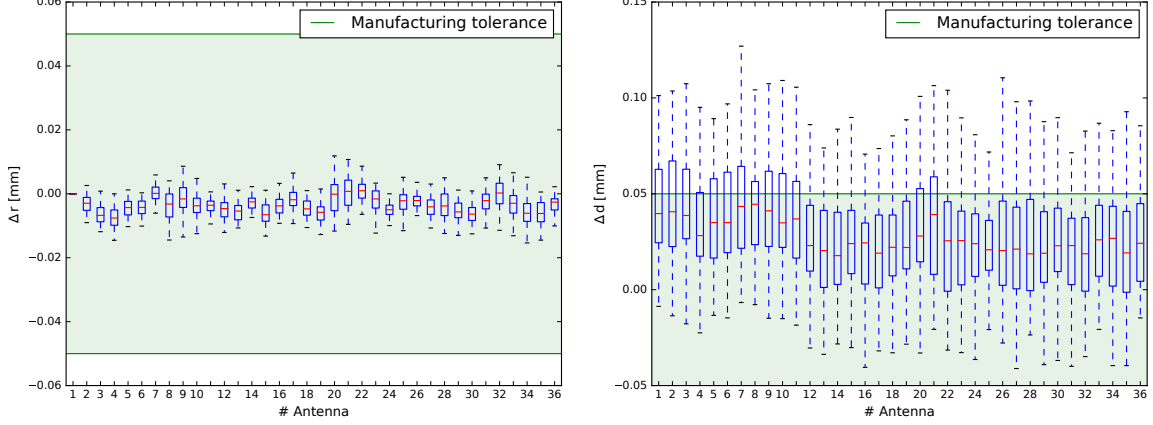 Manufacturing tolerance
0.06
0.04
0.02
0.00
−0.02
−0.04
−0.06
Δr [mm]
1 2 3 4 5 6 7 8 9 10 12 14 16 18 20 22 24 26 28 30 32 34 36
# Antenna
Manufacturing tolerance
0.15
0.10
0.05
0.00
−0.05
Δd [mm]
1 2 3 4 5 6 7 8 9 10 12 14 16 18 20 22 24 26 28 30 32 34 36
# Antenna